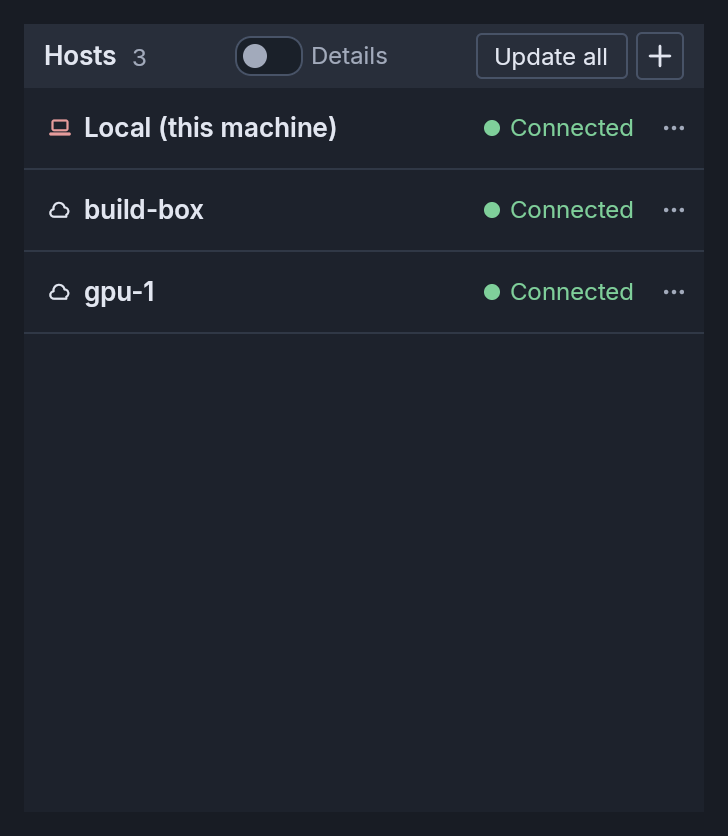 Hosts 3 Details Update all
Local (this machine) Connected
build-box Connected
gpu-1 Connected